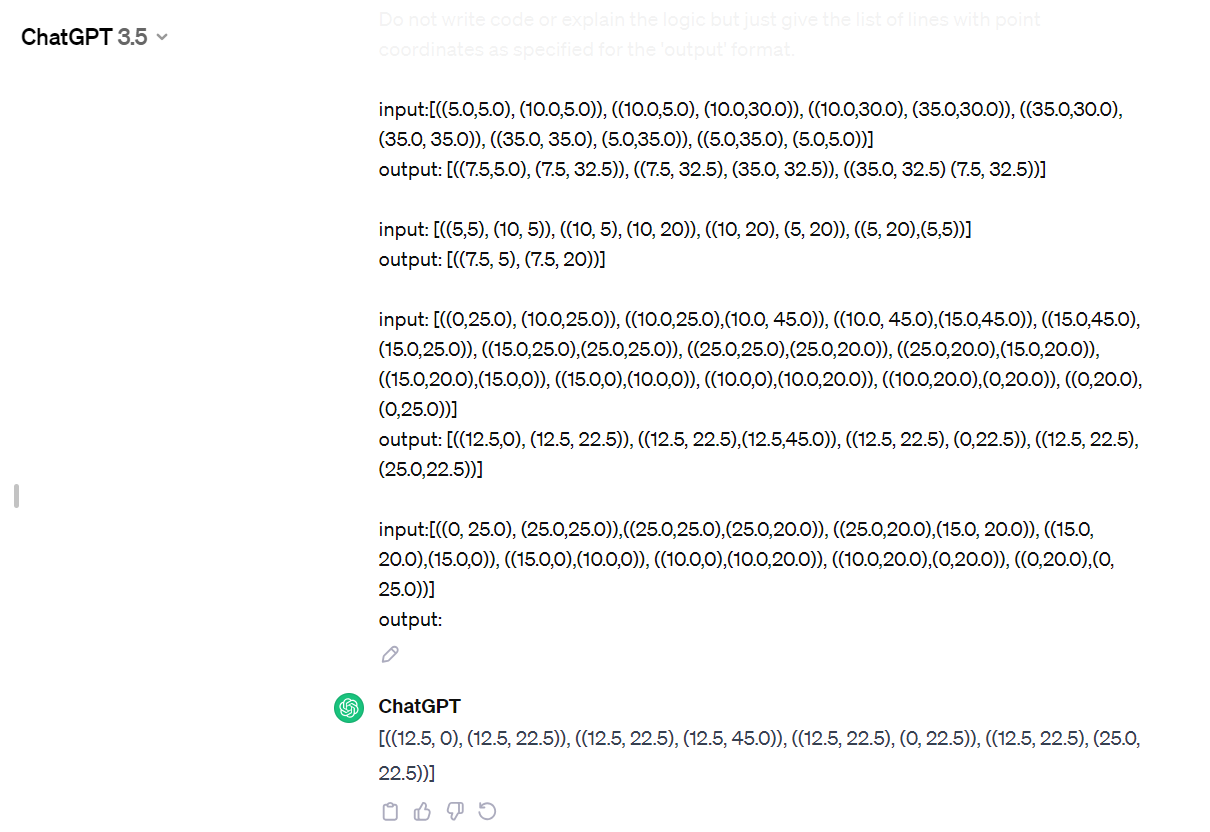 ChatGPT 3.5
Do not write code or explain the logic but just give the list of lines with point
coordinates as specified for the 'output' format.
input:[((5.0,5.0), (10.0,5.0)), ((10.0,5.0), (10.0,30.0)), ((10.0,30.0), (35.0,30.0)), ((35.0,30.0),
(35.0, 35.0)), ((35.0, 35.0), (5.0,35.0)), ((5.0,35.0), (5.0,5.0))]
output: [((7.5,5.0), (7.5, 32.5)), ((7.5, 32.5), (35.0, 32.5)), ((35.0, 32.5) (7.5, 32.5))]
input: [((5,5), (10, 5)), ((10, 5), (10, 20)), ((10, 20), (5, 20)), ((5, 20),(5,5))]
output: [((7.5, 5), (7.5, 20))]
input: [((0,25.0), (10.0,25.0)), ((10.0,25.0),(10.0, 45.0)), ((10.0, 45.0),(15.0,45.0)), ((15.0,45.0),
(15.0,25.0)), ((15.0,25.0),(25.0,25.0)), ((25.0,25.0),(25.0,20.0)), ((25.0,20.0),(15.0,20.0)),
((15.0,20.0),(15.0,0)), ((15.0,0),(10.0,0)), ((10.0,0),(10.0,20.0)), ((10.0,20.0),(0,20.0)), ((0,20.0),
(0,25.0))]
output: [((12.5,0), (12.5, 22.5)), ((12.5, 22.5),(12.5,45.0)), ((12.5, 22.5), (0,22.5)), ((12.5, 22.5),
(25.0,22.5))]
input:[((0, 25.0), (25.0,25.0)),((25.0,25.0),(25.0,20.0)), ((25.0,20.0),(15.0, 20.0)), ((15.0,
20.0),(15.0,0)), ((15.0,0),(10.0,0)), ((10.0,0),(10.0,20.0)), ((10.0,20.0),(0,20.0)), ((0,20.0),(0,
25.0))]
output:
ChatGPT
[((12.5, 0), (12.5, 22.5)), ((12.5, 22.5), (12.5, 45.0)), ((12.5, 22.5), (0, 22.5)), ((12.5, 22.5), (25.0,
22.5))]